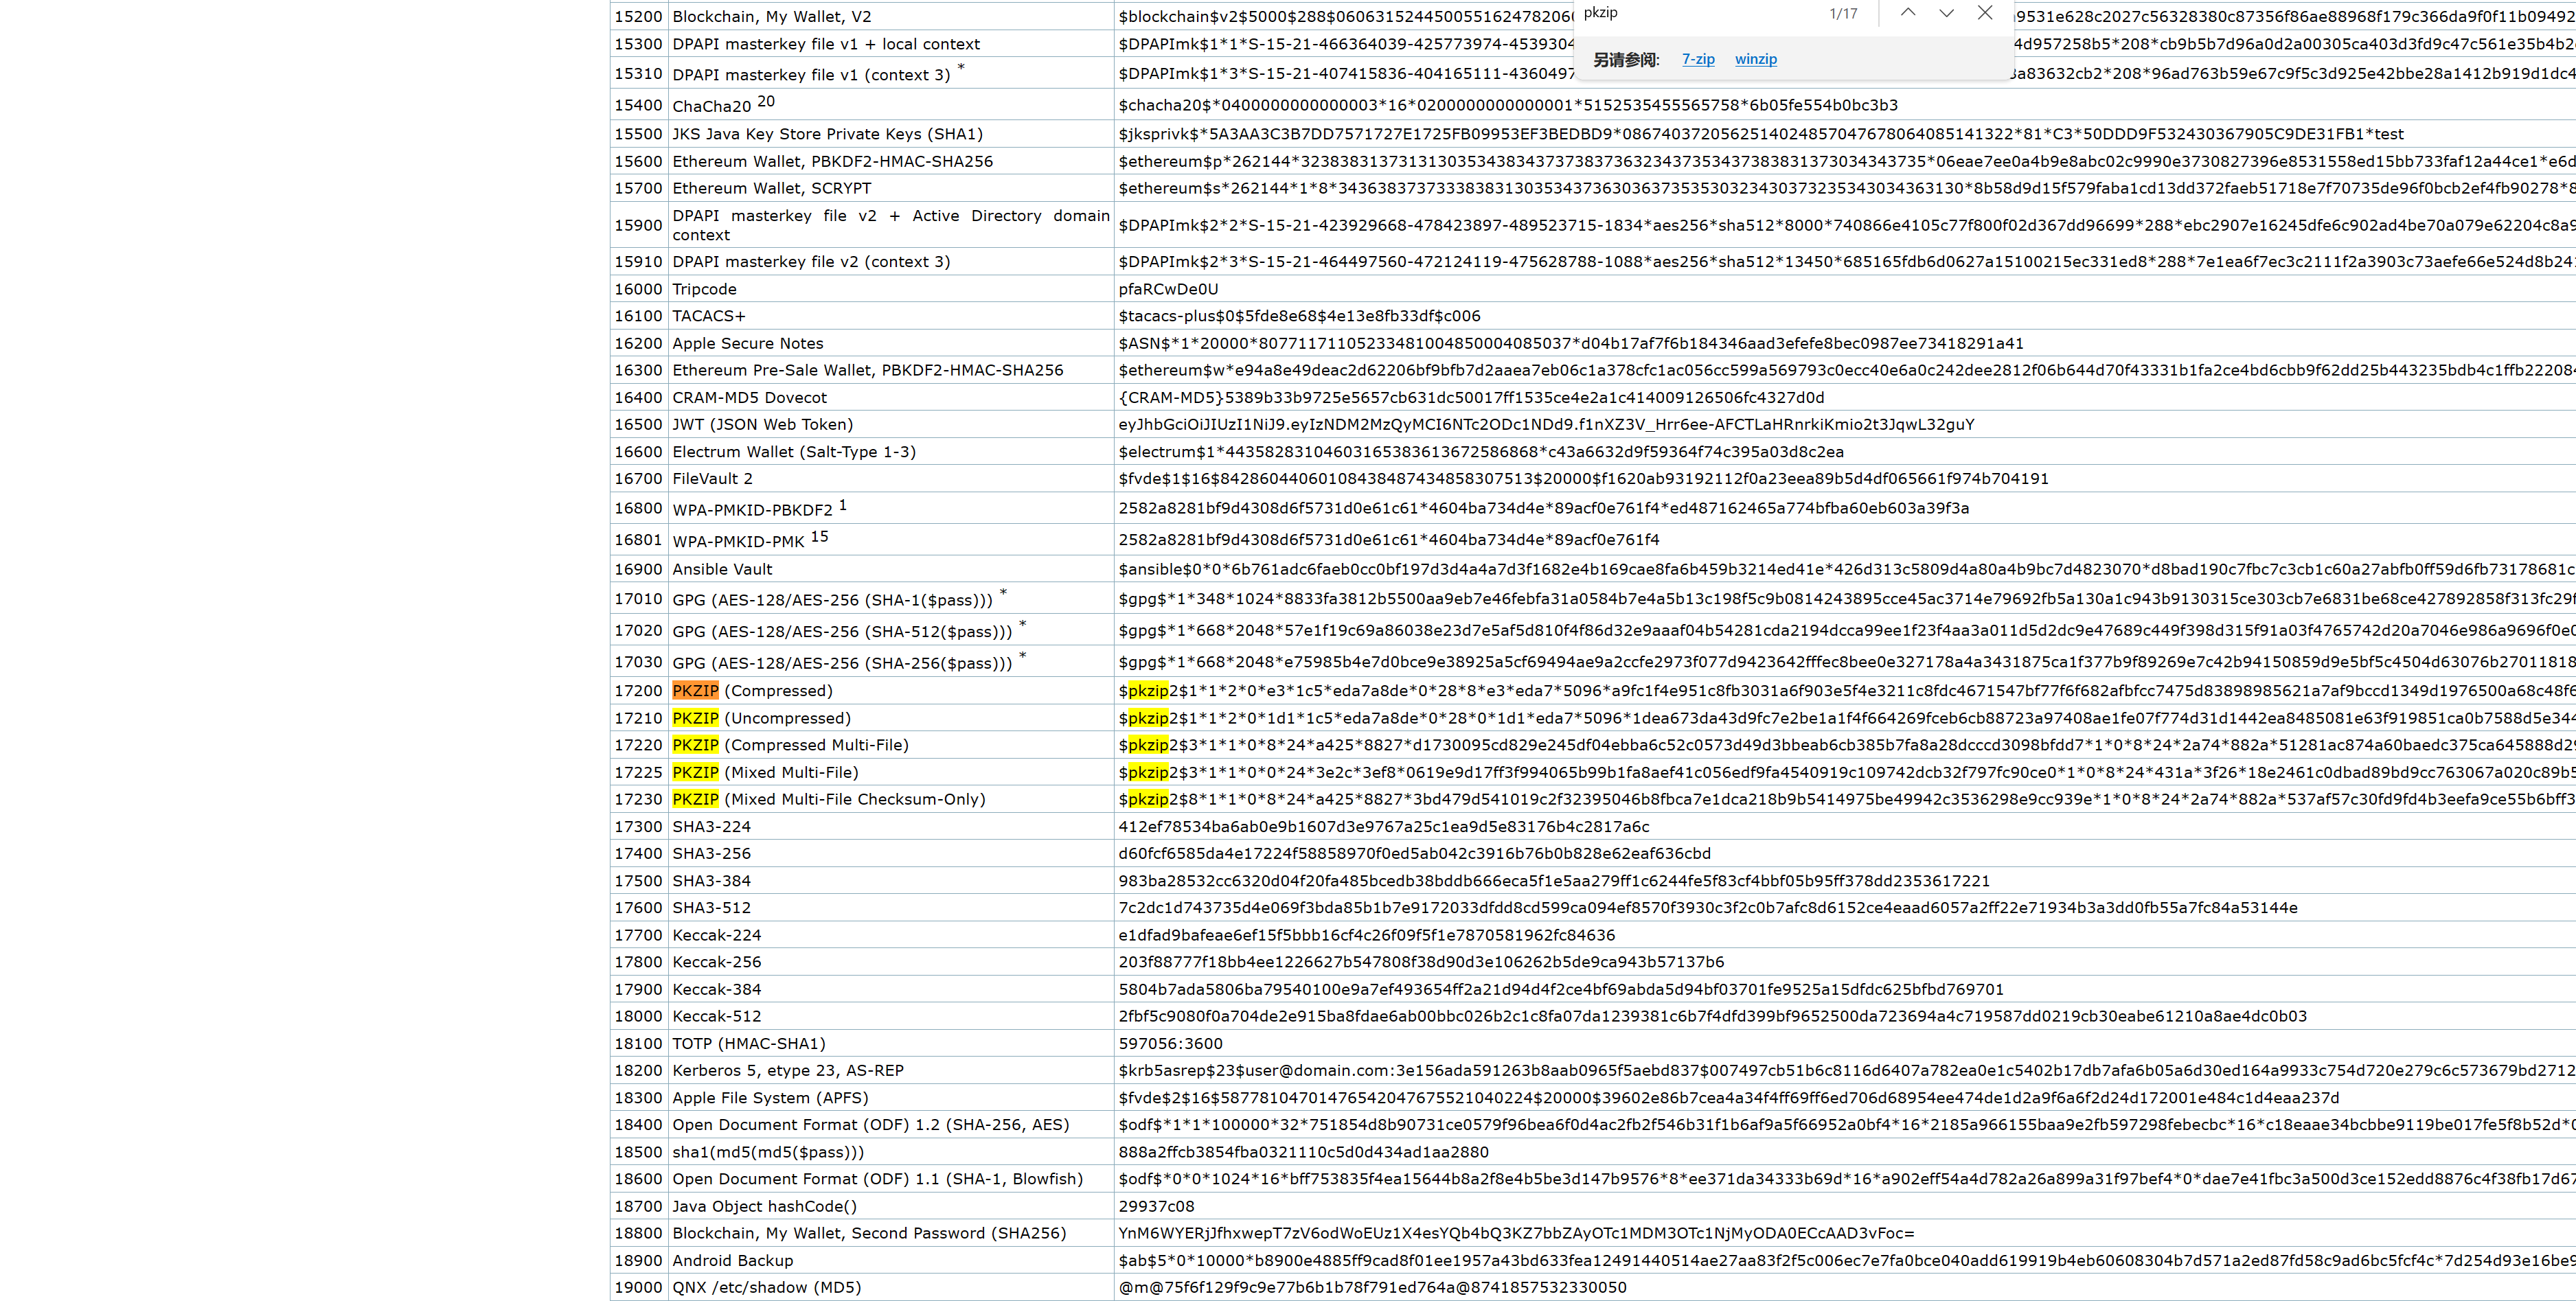 pkzip 1/17
另请参阅: 7-zip winzip
15200 Blockchain, My Wallet, V2 $blockchain$v2$5000$288$06063152445005516247820607 9531e628c2027c56328380c87356f86ae88968f179c366da9f0f11b09492
15300 DPAPI masterkey file v1 + local context $DPAPImk$1*1*S-15-21-466364039-425773974-453930460 4d957258b5*208*cb9b5b7d96a0d2a00305ca403d3fd9c47c561e35b4b2
15310 DPAPI masterkey file v1 (context 3) * $DPAPImk$1*3*S-15-21-407415836-404165111-436049749 a83632cb2*208*96ad763b59e67c9f5c3d925e42bbe28a1412b919d1dc4
15400 ChaCha20 20 $chacha20$*0400000000000003*16*0200000000000001*5152535455565758*6b05fe554b0bc3b3
15500 JKS Java Key Store Private Keys (SHA1) $jksprivk$*5A3AA3C3B7DD7571727E1725FB09953EF3BEDBD9*0867403720562514024857047678064085141322*81*C3*50DDD9F532430367905C9DE31FB1*test
15600 Ethereum Wallet, PBKDF2-HMAC-SHA256 $ethereum$p*262144*3238383137313130353438343737383736323437353437383831373034343735*06eae7ee0a4b9e8abc02c9990e3730827396e8531558ed15bb733faf12a44ce1*e6d
15700 Ethereum Wallet, SCRYPT $ethereum$s*262144*1*8*3436383737333838313035343736303637353530323430373235343034363130*8b58d9d15f579faba1cd13dd372faeb51718e7f70735de96f0bcb2ef4fb90278*8
15900 DPAPI masterkey file v2 + Active Directory domain context $DPAPImk$2*2*S-15-21-423929668-478423897-489523715-1834*aes256*sha512*8000*740866e4105c77f800f02d367dd96699*288*ebc2907e16245dfe6c902ad4be70a079e62204c8a9
15910 DPAPI masterkey file v2 (context 3) $DPAPImk$2*3*S-15-21-464497560-472124119-475628788-1088*aes256*sha512*13450*685165fdb6d0627a15100215ec331ed8*288*7e1ea6f7ec3c2111f2a3903c73aefe66e524d8b241
16000 Tripcode pfaRCwDe0U
16100 TACACS+ $tacacs-plus$0$5fde8e68$4e13e8fb33df$c006
16200 Apple Secure Notes $ASN$*1*20000*80771171105233481004850004085037*d04b17af7f6b184346aad3efefe8bec0987ee73418291a41
16300 Ethereum Pre-Sale Wallet, PBKDF2-HMAC-SHA256 $ethereum$w*e94a8e49deac2d62206bf9bfb7d2aaea7eb06c1a378cfc1ac056cc599a569793c0ecc40e6a0c242dee2812f06b644d70f43331b1fa2ce4bd6cbb9f62dd25b443235bdb4c1ffb222084
16400 CRAM-MD5 Dovecot {CRAM-MD5}5389b33b9725e5657cb631dc50017ff1535ce4e2a1c414009126506fc4327d0d
16500 JWT (JSON Web Token) eyJhbGciOiJIUzI1NiJ9.eyIzNDM2MzQyMCI6NTc2ODc1NDd9.f1nXZ3V_Hrr6ee-AFCTLaHRnrkiKmio2t3JqwL32guY
16600 Electrum Wallet (Salt-Type 1-3) $electrum$1*44358283104603165383613672586868*c43a6632d9f59364f74c395a03d8c2ea
16700 FileVault 2 $fvde$1$16$84286044060108438487434858307513$20000$f1620ab93192112f0a23eea89b5d4df065661f974b704191
16800 WPA-PMKID-PBKDF2 1 2582a8281bf9d4308d6f5731d0e61c61*4604ba734d4e*89acf0e761f4*ed487162465a774bfba60eb603a39f3a
16801 WPA-PMKID-PMK 15 2582a8281bf9d4308d6f5731d0e61c61*4604ba734d4e*89acf0e761f4
16900 Ansible Vault $ansible$0*0*6b761adc6faeb0cc0bf197d3d4a4a7d3f1682e4b169cae8fa6b459b3214ed41e*426d313c5809d4a80a4b9bc7d4823070*d8bad190c7fbc7c3cb1c60a27abfb0ff59d6fb73178681c
17010 GPG (AES-128/AES-256 (SHA-1($pass))) * $gpg$*1*348*1024*8833fa3812b5500aa9eb7e46febfa31a0584b7e4a5b13c198f5c9b0814243895cce45ac3714e79692fb5a130a1c943b9130315ce303cb7e6831be68ce427892858f313fc29f
17020 GPG (AES-128/AES-256 (SHA-512($pass))) * $gpg$*1*668*2048*57e1f19c69a86038e23d7e5af5d810f4f86d32e9aaaf04b54281cda2194dcca99ee1f23f4aa3a011d5d2dc9e47689c449f398d315f91a03f4765742d20a7046e986a9696f0e0
17030 GPG (AES-128/AES-256 (SHA-256($pass))) * $gpg$*1*668*2048*e75985b4e7d0bce9e38925a5cf69494ae9a2ccfe2973f077d9423642fffec8bee0e327178a4a3431875ca1f377b9f89269e7c42b94150859d9e5bf5c4504d63076b27011818
17200 PKZIP (Compressed) $pkzip2$1*1*2*0*e3*1c5*eda7a8de*0*28*8*e3*eda7*5096*a9fc1f4e951c8fb3031a6f903e5f4e3211c8fdc4671547bf77f6f682afbfcc7475d83898985621a7af9bccd1349d1976500a68c48f6
17210 PKZIP (Uncompressed) $pkzip2$1*1*2*0*1d1*1c5*eda7a8de*0*28*0*1d1*eda7*5096*1dea673da43d9fc7e2be1a1f4f664269fceb6cb88723a97408ae1fe07f774d31d1442ea8485081e63f919851ca0b7588d5e344
17220 PKZIP (Compressed Multi-File) $pkzip2$3*1*1*0*8*24*a425*8827*d1730095cd829e245df04ebba6c52c0573d49d3bbeab6cb385b7fa8a28dcccd3098bfdd7*1*0*8*24*2a74*882a*51281ac874a60baedc375ca645888d29
17225 PKZIP (Mixed Multi-File) $pkzip2$3*1*1*0*0*24*3e2c*3ef8*0619e9d17ff3f994065b99b1fa8aef41c056edf9fa4540919c109742dcb32f797fc90ce0*1*0*8*24*431a*3f26*18e2461c0dbad89bd9cc763067a020c89b5
17230 PKZIP (Mixed Multi-File Checksum-Only) $pkzip2$8*1*1*0*8*24*a425*8827*3bd479d541019c2f32395046b8fbca7e1dca218b9b5414975be49942c3536298e9cc939e*1*0*8*24*2a74*882a*537af57c30fd9fd4b3eefa9ce55b6bff3
17300 SHA3-224 412ef78534ba6ab0e9b1607d3e9767a25c1ea9d5e83176b4c2817a6c
17400 SHA3-256 d60fcf6585da4e17224f58858970f0ed5ab042c3916b76b0b828e62eaf636cbd
17500 SHA3-384 983ba28532cc6320d04f20fa485bcedb38bddb666eca5f1e5aa279ff1c6244fe5f83cf4bbf05b95ff378dd2353617221
17600 SHA3-512 7c2dc1d743735d4e069f3bda85b1b7e9172033dfdd8cd599ca094ef8570f3930c3f2c0b7afc8d6152ce4eaad6057a2ff22e71934b3a3dd0fb55a7fc84a53144e
17700 Keccak-224 e1dfad9bafeae6ef15f5bbb16cf4c26f09f5f1e7870581962fc84636
17800 Keccak-256 203f88777f18bb4ee1226627b547808f38d90d3e106262b5de9ca943b57137b6
17900 Keccak-384 5804b7ada5806ba79540100e9a7ef493654ff2a21d94d4f2ce4bf69abda5d94bf03701fe9525a15dfdc625bfbd769701
18000 Keccak-512 2fbf5c9080f0a704de2e915ba8fdae6ab00bbc026b2c1c8fa07da1239381c6b7f4dfd399bf9652500da723694a4c719587dd0219cb30eabe61210a8ae4dc0b03
18100 TOTP (HMAC-SHA1) 597056:3600
18200 Kerberos 5, etype 23, AS-REP $krb5asrep$23$user@domain.com:3e156ada591263b8aab0965f5aebd837$007497cb51b6c8116d6407a782ea0e1c5402b17db7afa6b05a6d30ed164a9933c754d720e279c6c573679bd2712
18300 Apple File System (APFS) $fvde$2$16$58778104701476542047675521040224$20000$39602e86b7cea4a34f4ff69ff6ed706d68954ee474de1d2a9f6a6f2d24d172001e484c1d4eaa237d
18400 Open Document Format (ODF) 1.2 (SHA-256, AES) $odf$*1*1*100000*32*751854d8b90731ce0579f96bea6f0d4ac2fb2f546b31f1b6af9a5f66952a0bf4*16*2185a966155baa9e2fb597298febecbc*16*c18eaae34bcbbe9119be017fe5f8b52d*0
18500 sha1(md5(md5($pass))) 888a2ffcb3854fba0321110c5d0d434ad1aa2880
18600 Open Document Format (ODF) 1.1 (SHA-1, Blowfish) $odf$*0*0*1024*16*bff753835f4ea15644b8a2f8e4b5be3d147b9576*8*ee371da34333b69d*16*a902eff54a4d782a26a899a31f97bef4*0*dae7e41fbc3a500d3ce152edd8876c4f38fb17d67
18700 Java Object hashCode() 29937c08
18800 Blockchain, My Wallet, Second Password (SHA256) YnM6WYERjJfhxwepT7zV6odWoEUz1X4esYQb4bQ3KZ7bbZAyOTc1MDM3OTc1NjMyODA0ECcAAD3vFoc=
18900 Android Backup $ab$5*0*10000*b8900e4885ff9cad8f01ee1957a43bd633fea12491440514ae27aa83f2f5c006ec7e7fa0bce040add619919b4eb60608304b7d571a2ed87fd58c9ad6bc5fcf4c*7d254d93e16be9
19000 QNX /etc/shadow (MD5) @m@75f6f129f9c9e77b6b1b78f791ed764a@8741857532330050